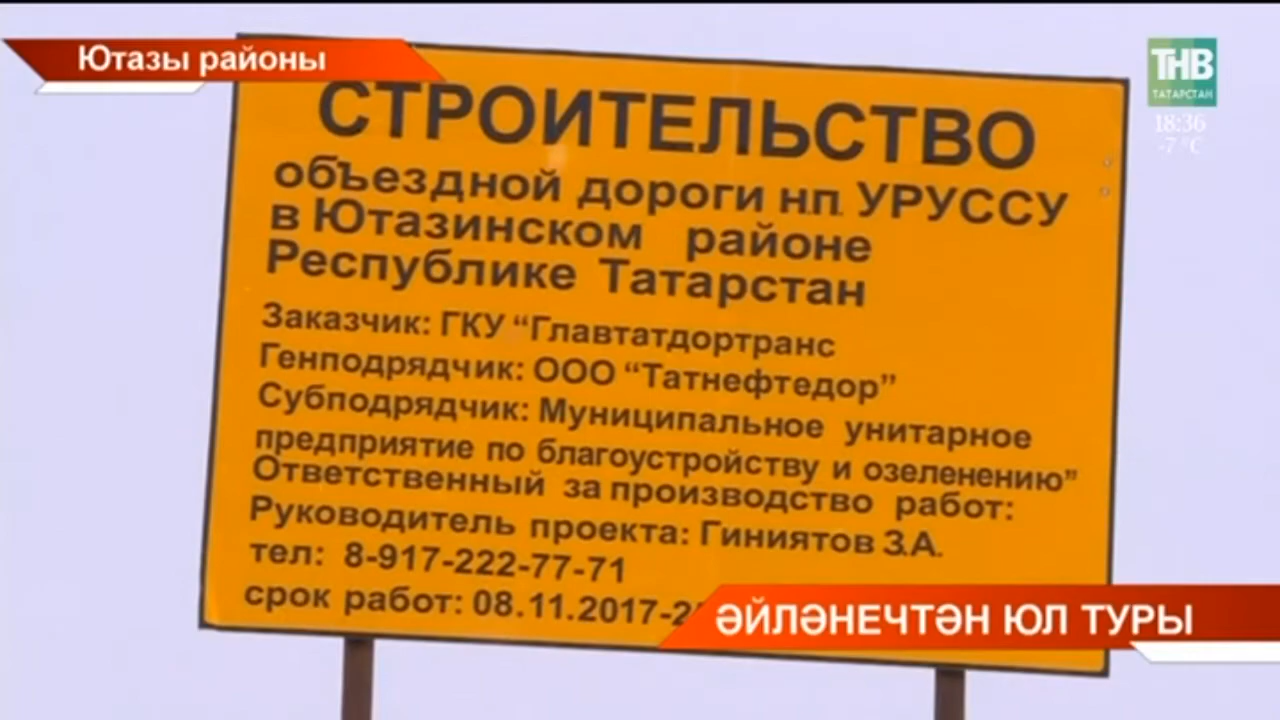 Ютазы районы
ТНВ
ТАТАРСТАН
18:36
-7 °C
СТРОИТЕЛЬСТВО
объездной дороги н.п. УРУССУ
в Ютазинском районе
Республике Татарстан
Заказчик: ГКУ “Главтатдортранс
Генподрядчик: ООО “Татнефтедор”
Субподрядчик: Муниципальное унитарное
предприятие по благоустройству и озеленению”
Ответственный за производство работ:
Руководитель проекта: Гиниятов З.А.
тел: 8-917-222-77-71
срок работ: 08.11.2017-2
ӘЙЛӘНЕЧТӘН ЮЛ ТУРЫ